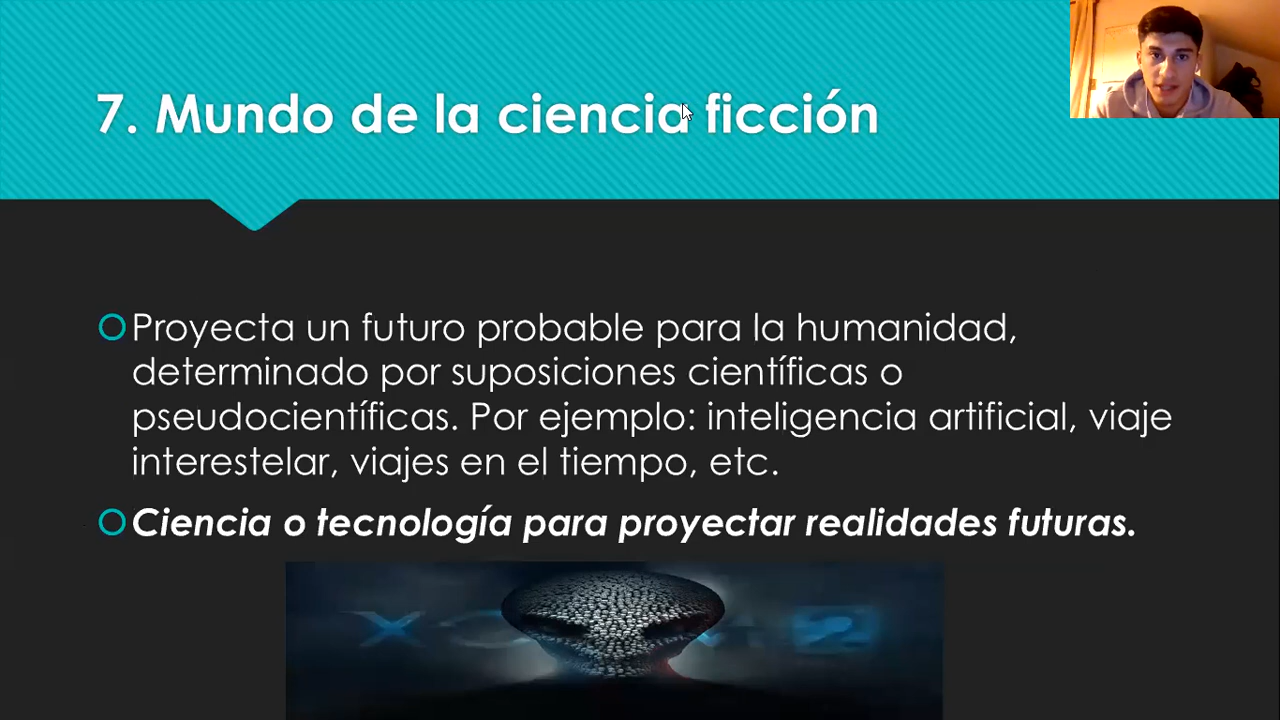 7. Mundo de la ciencia ficción
Proyecta un futuro probable para la humanidad,
determinado por suposiciones científicas o
pseudocientíficas. Por ejemplo: inteligencia artificial, viaje
interestelar, viajes en el tiempo, etc.
Ciencia o tecnología para proyectar realidades futuras.